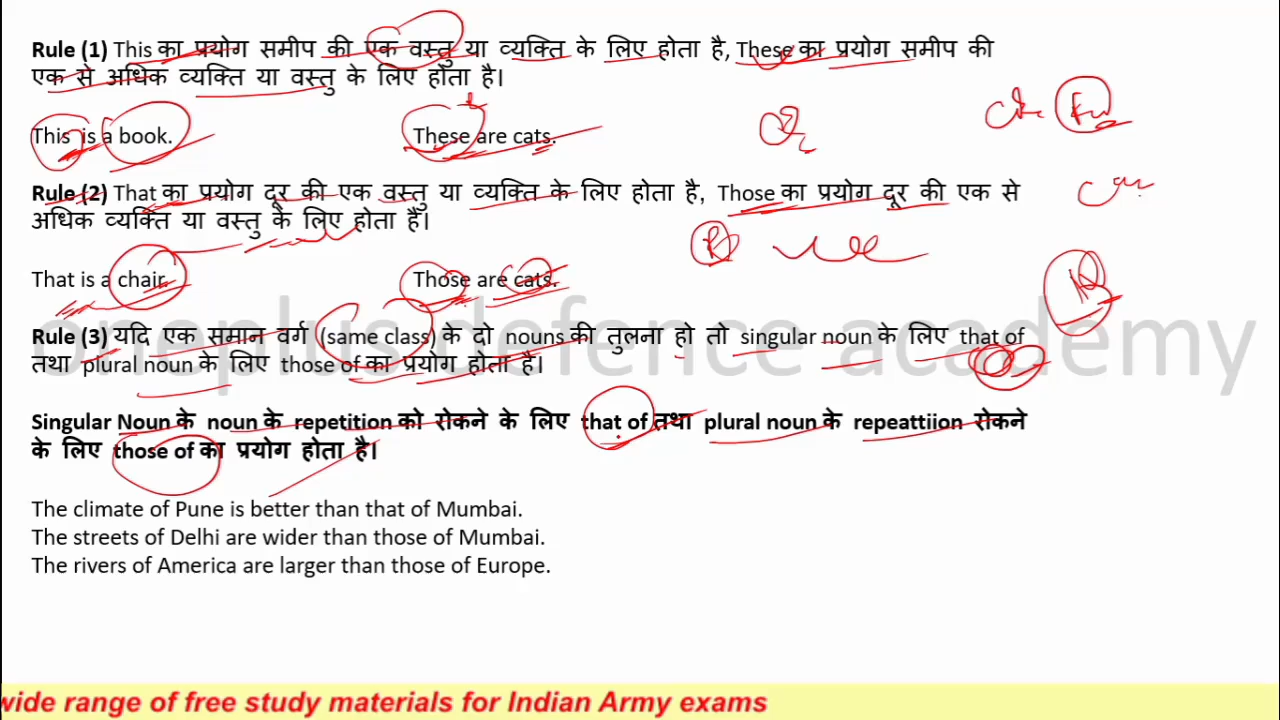 Rule (1) This का प्रयोग समीप की एक वस्तु या व्यक्ति के लिए होता है, These का प्रयोग समीप की
एक से अधिक व्यक्ति या वस्तु के लिए होता है।
This is a book. These are cats.
Rule (2) That का प्रयोग दूर की एक वस्तु या व्यक्ति के लिए होता है, Those का प्रयोग दूर की एक से
अधिक व्यक्ति या वस्तु के लिए होता हैं।
That is a chair. Those are cats.
oneplus defence academy
Rule (3) यदि एक समान वर्ग (same class) के दो nouns की तुलना हो तो singular noun के लिए that of
तथा plural noun के लिए those of का प्रयोग होता है।
Singular Noun के noun के repetition को रोकने के लिए that of तथा plural noun के repeattiion रोकने
के लिए those of का प्रयोग होता है।
The climate of Pune is better than that of Mumbai.
The streets of Delhi are wider than those of Mumbai.
The rivers of America are larger than those of Europe.
wide range of free study materials for Indian Army exams